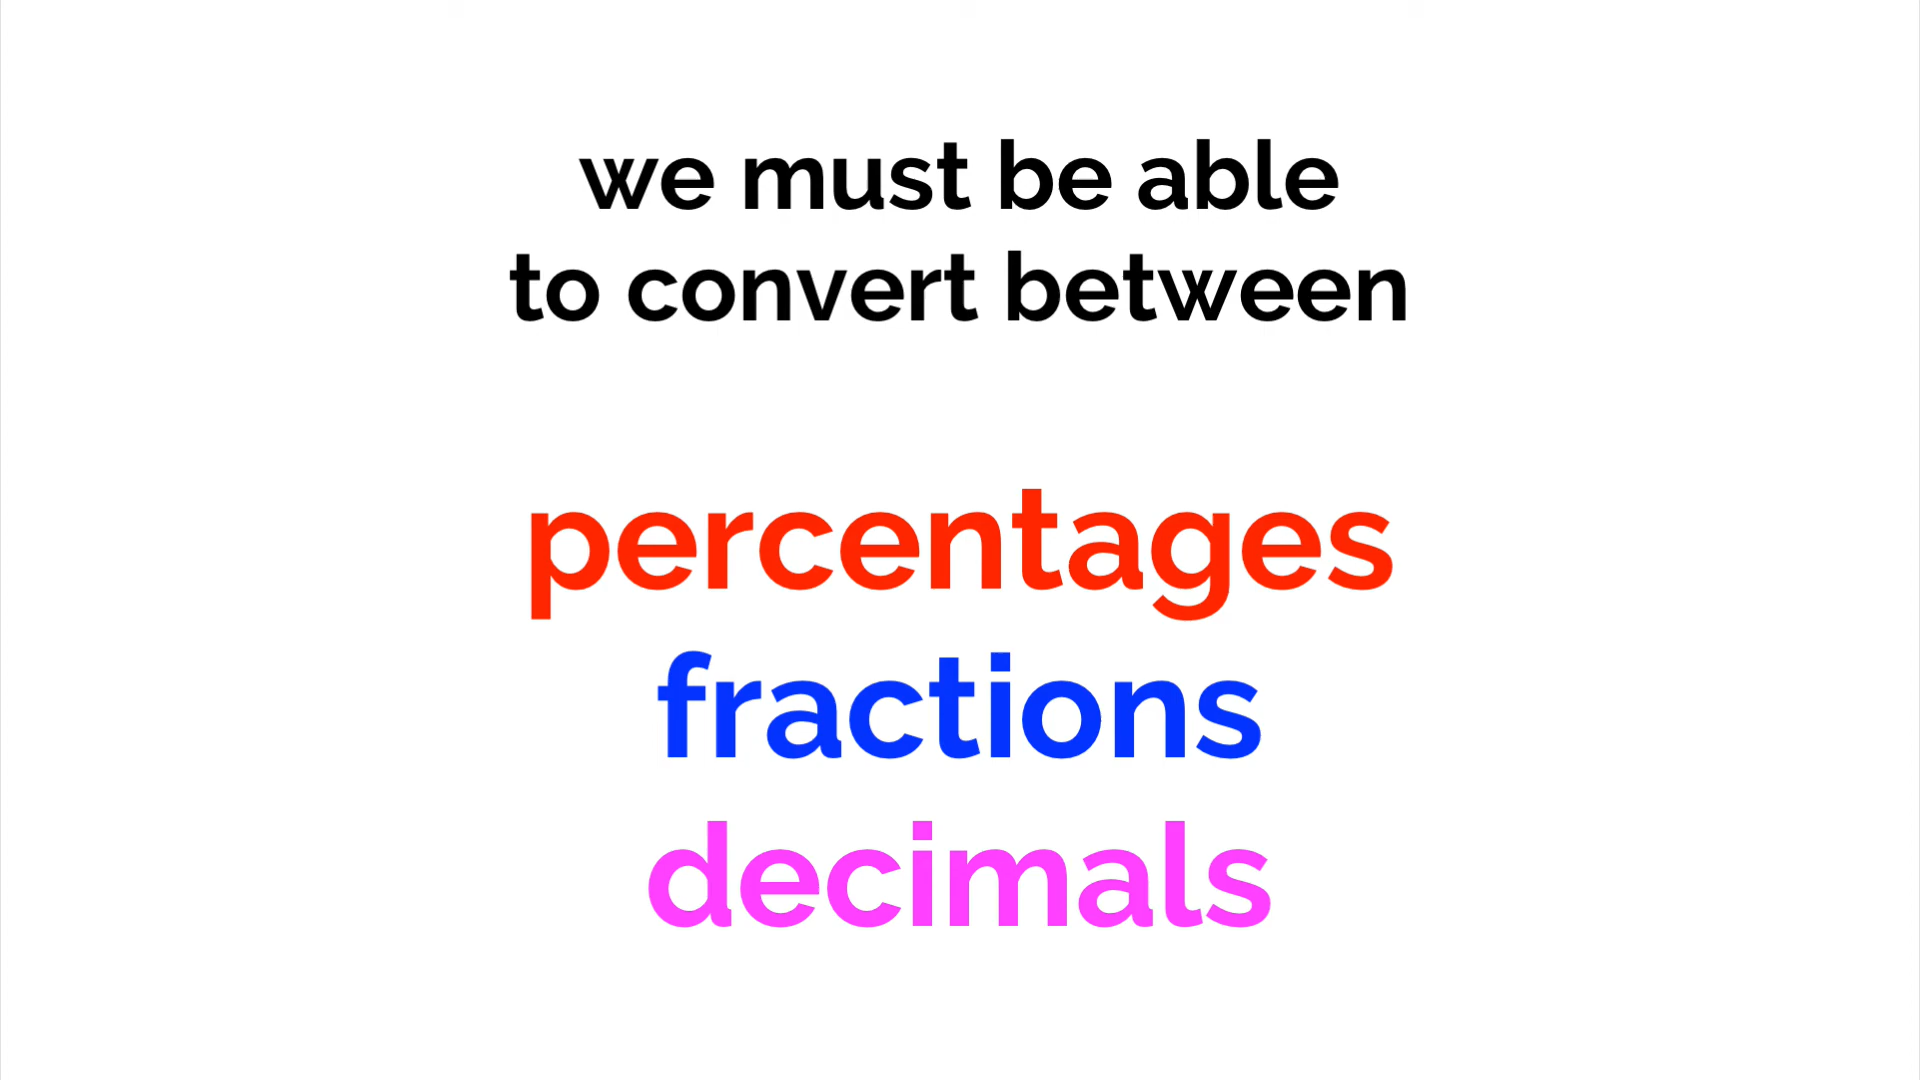 we must be able
to convert between
percentages
fractions
decimals